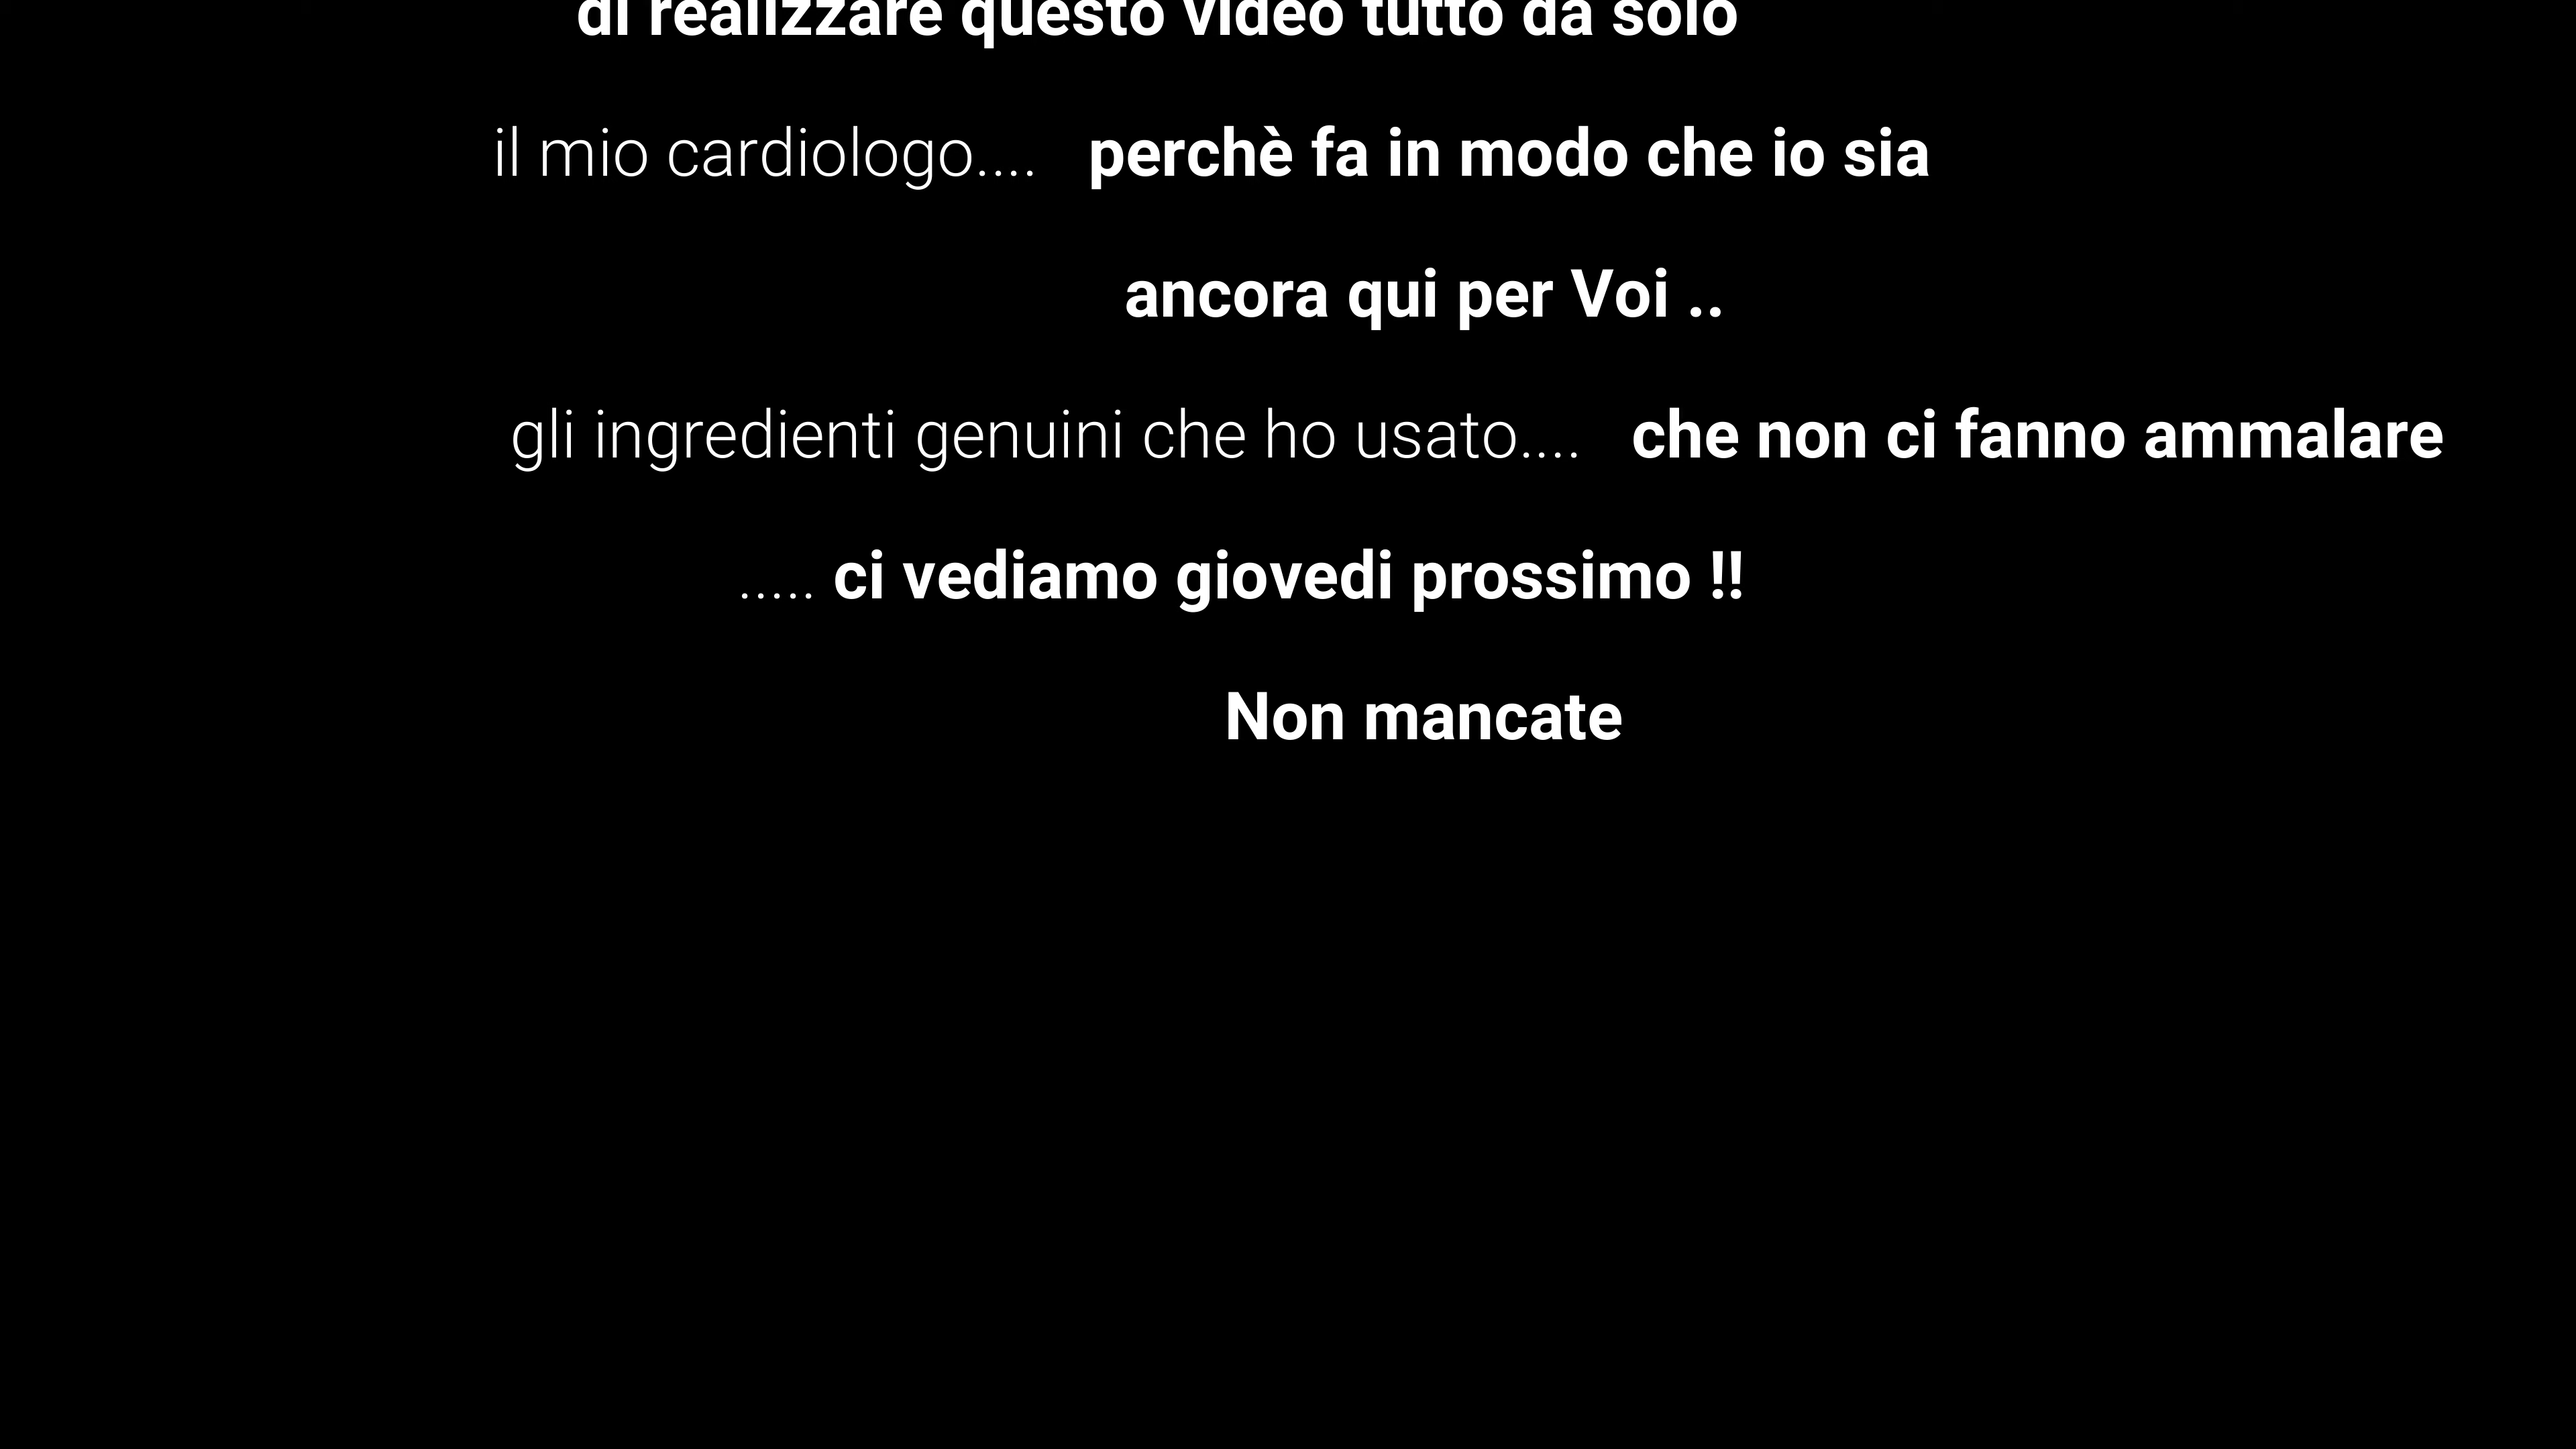 di realizzare questo video tutto da solo
il mio cardiologo.... perchè fa in modo che io sia
ancora qui per Voi ..
gli ingredienti genuini che ho usato.... che non ci fanno ammalare
..... ci vediamo giovedi prossimo !!
Non mancate